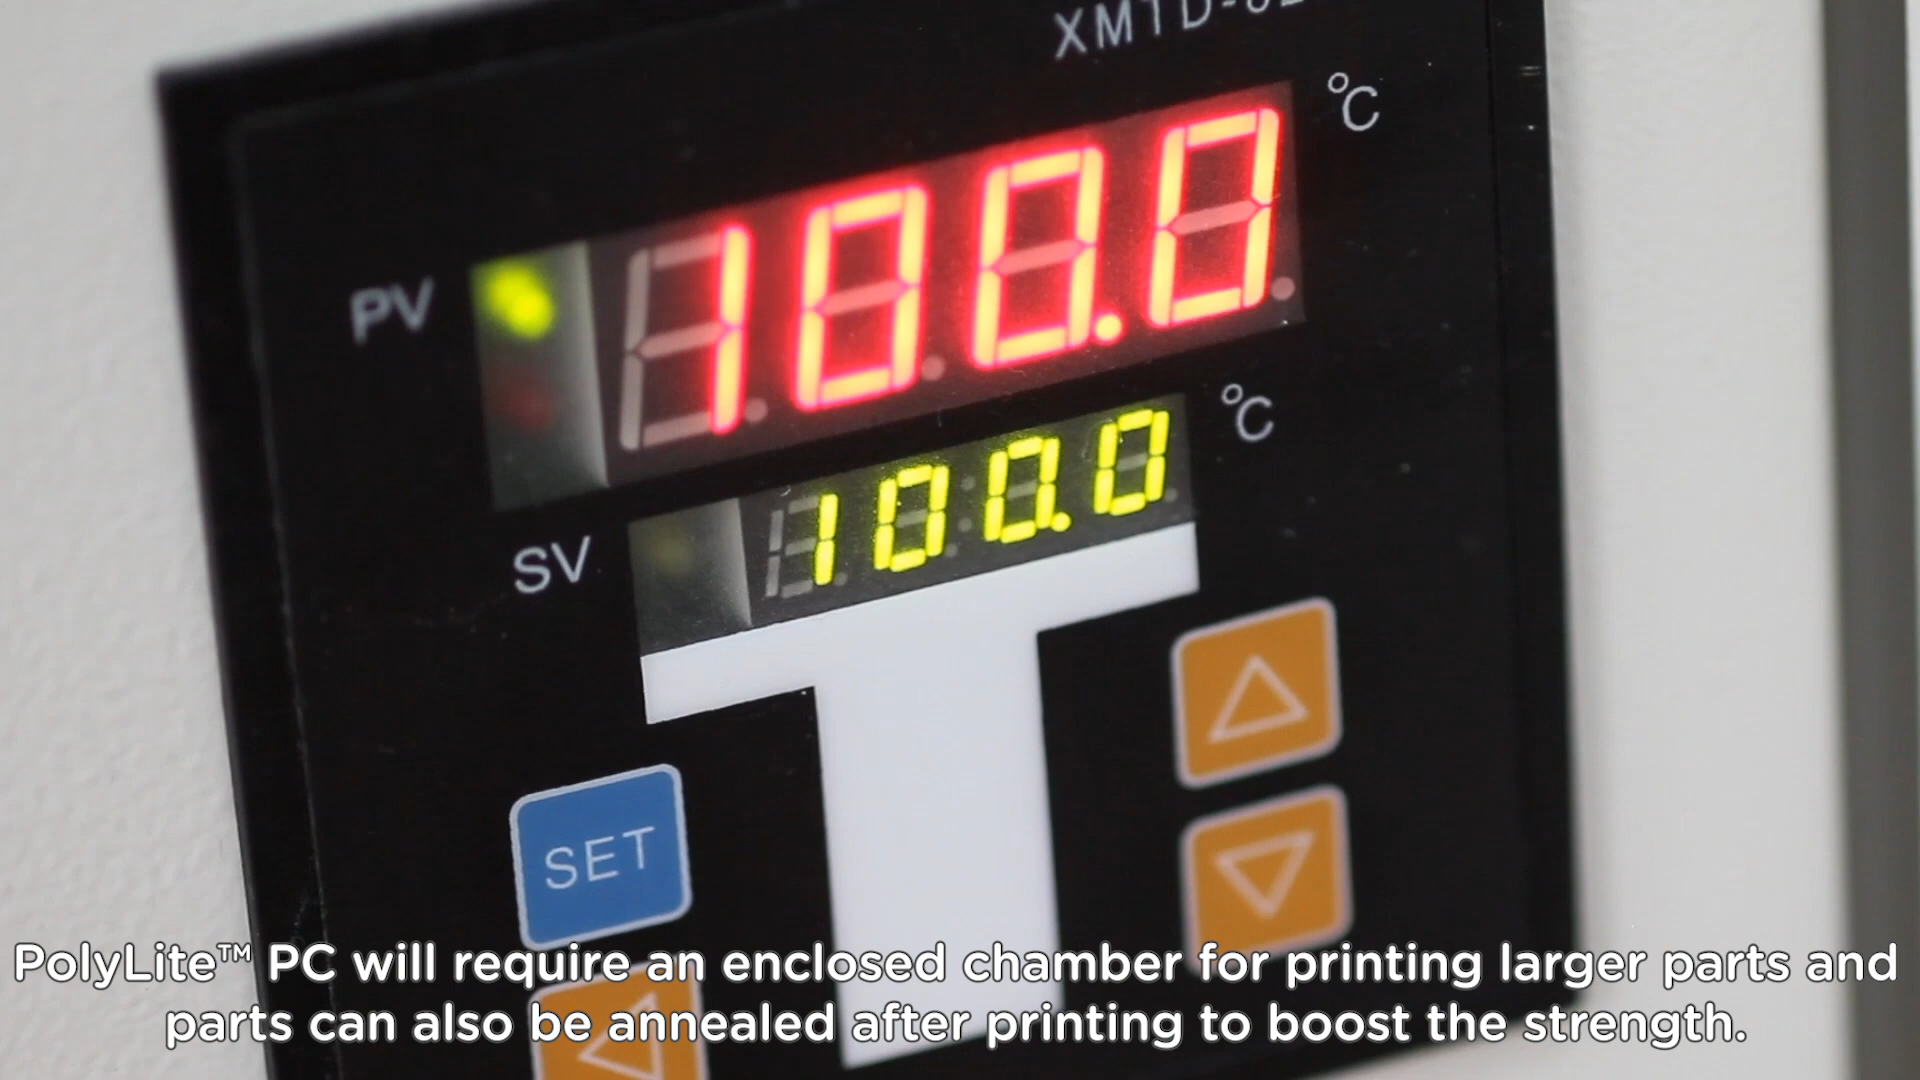 PV
100.0
°C
SV
100.0
°C
SET
PolyLite™ PC will require an enclosed chamber for printing larger parts and
parts can also be annealed after printing to boost the strength.